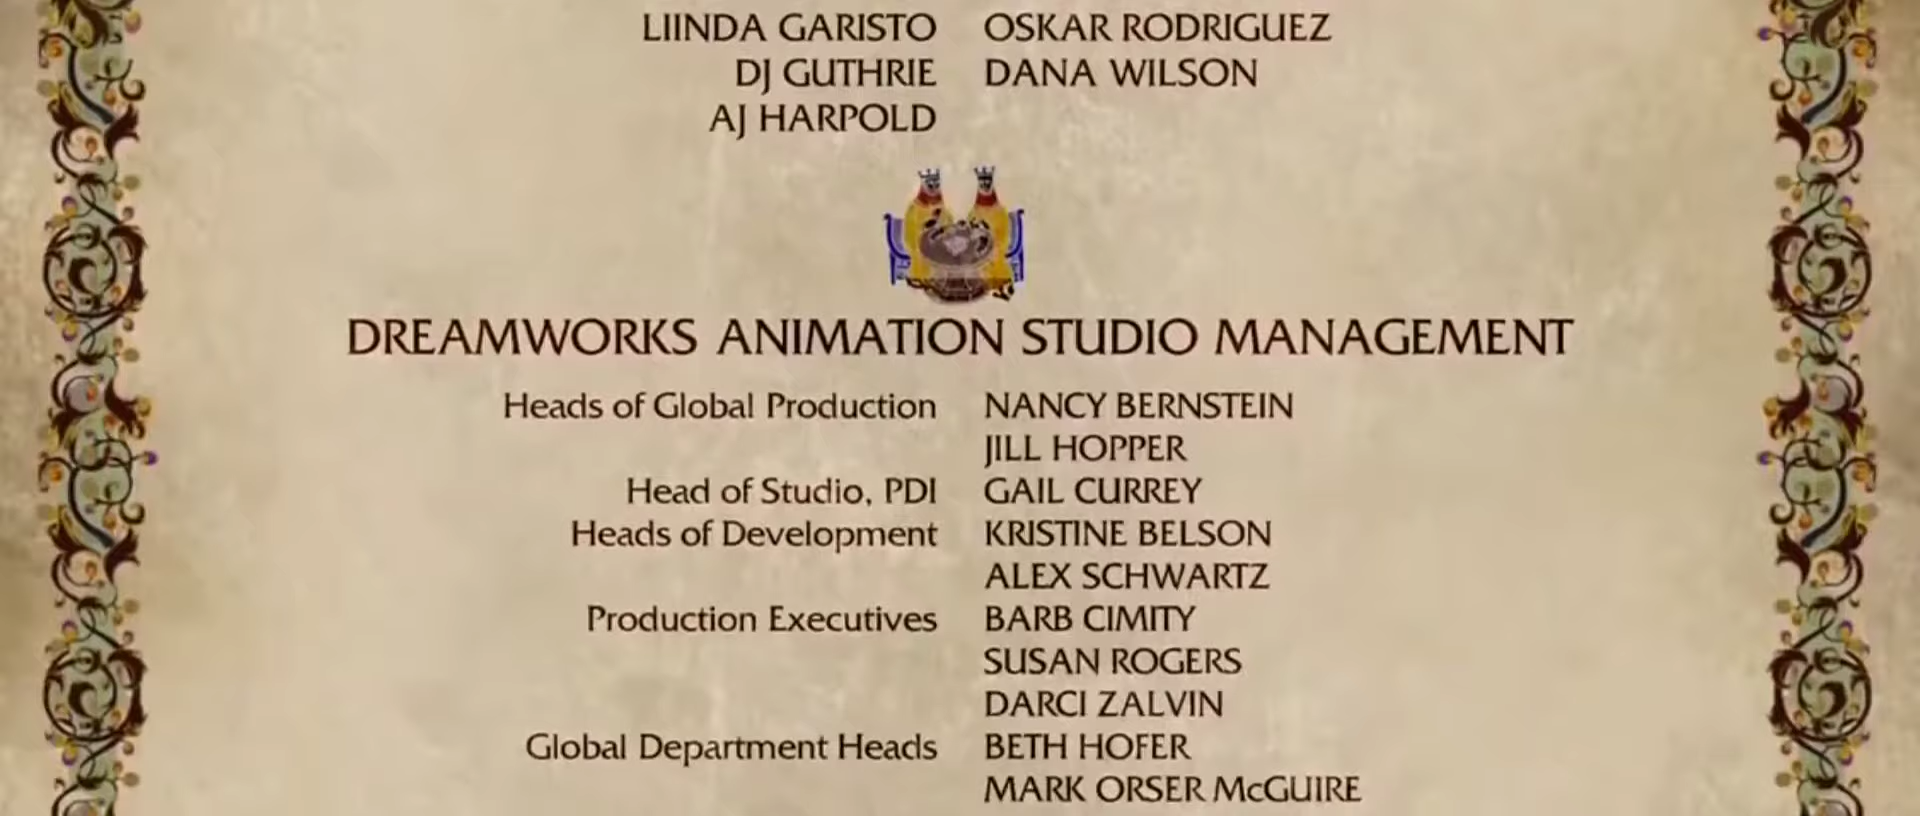 LIINDA GARISTO OSKAR RODRIGUEZ
DJ GUTHRIE DANA WILSON
AJ HARPOLD
DREAMWORKS ANIMATION STUDIO MANAGEMENT
Heads of Global Production NANCY BERNSTEIN
JILL HOPPER
Head of Studio, PDI GAIL CURREY
Heads of Development KRISTINE BELSON
ALEX SCHWARTZ
Production Executives BARB CIMITY
SUSAN ROGERS
DARCI ZALVIN
Global Department Heads BETH HOFER
MARK ORSER McGUIRE